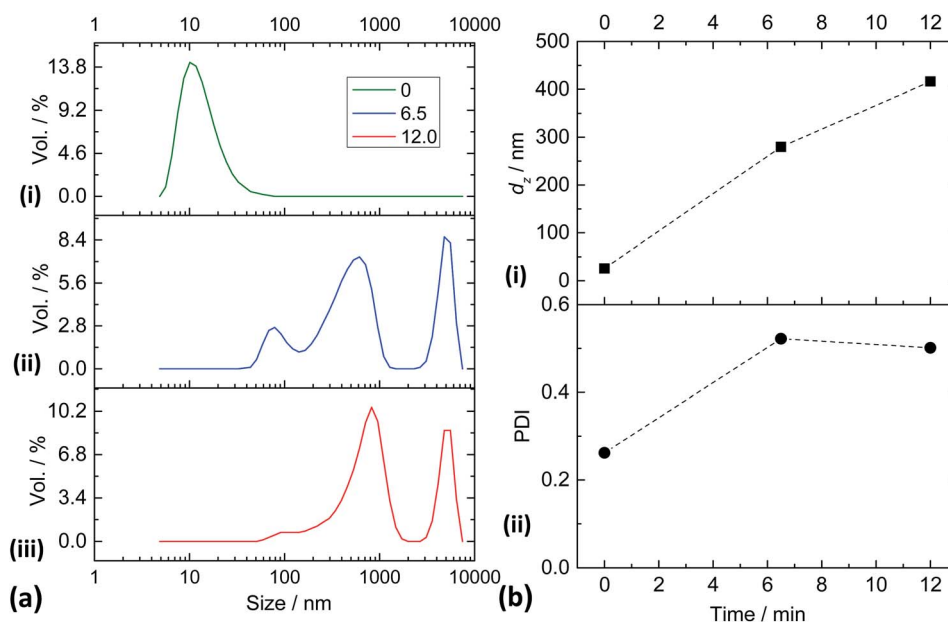 1 10 100 1000 10000
13.8
9.2
4.6
0.0
Vol. / %
(i)
0
6.5
12.0
8.4
5.6
2.8
0.0
Vol. / %
(ii)
10.2
6.8
3.4
0.0
Vol. / %
(iii)
1 10 100 1000 10000
Size / nm
(a)
0 2 4 6 8 10 12
500
400
300
200
100
0
d_z / nm
(i)
0.6
0.4
0.2
0.0
PDI
(ii)
0 2 4 6 8 10 12
Time / min
(b)